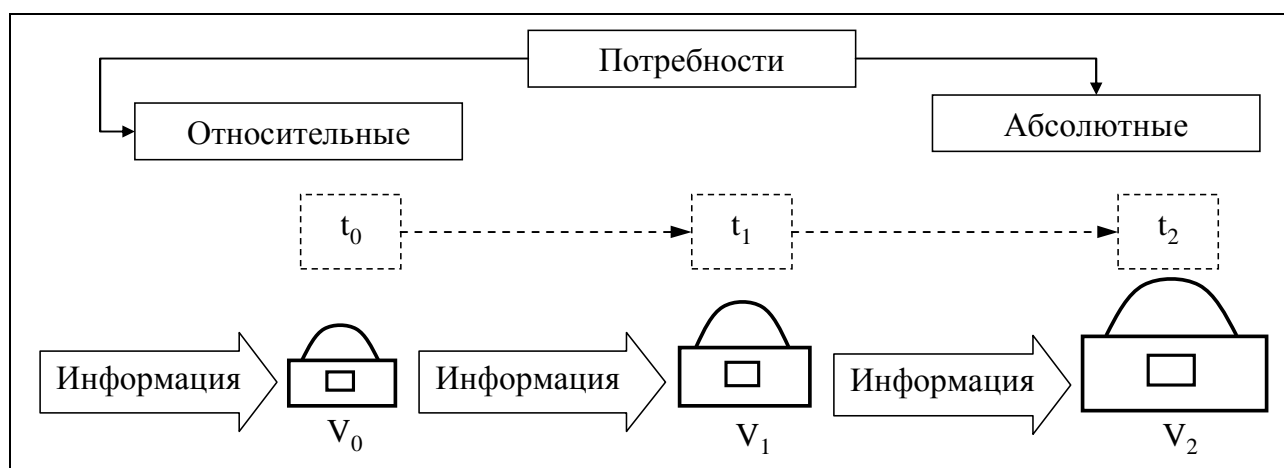 Потребности
Относительные
Абсолютные
t₀
t₁
t₂
Информация
Информация
Информация
V₀
V₁
V₂